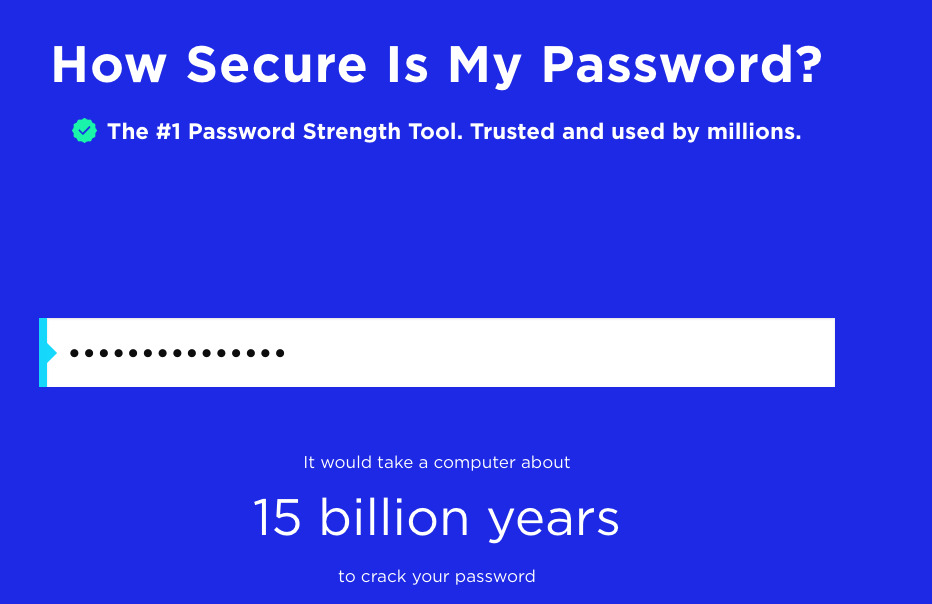 How Secure Is My Password?
The #1 Password Strength Tool. Trusted and used by millions.
•••••••••••••••
It would take a computer about
15 billion years
to crack your password